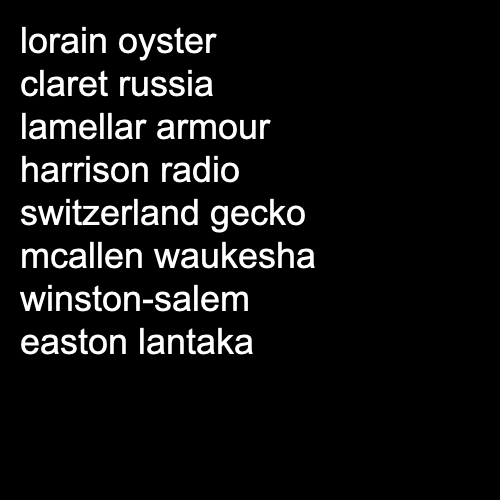 lorain oyster
claret russia
lamellar armour
harrison radio
switzerland gecko
mcallen waukesha
winston-salem
easton lantaka